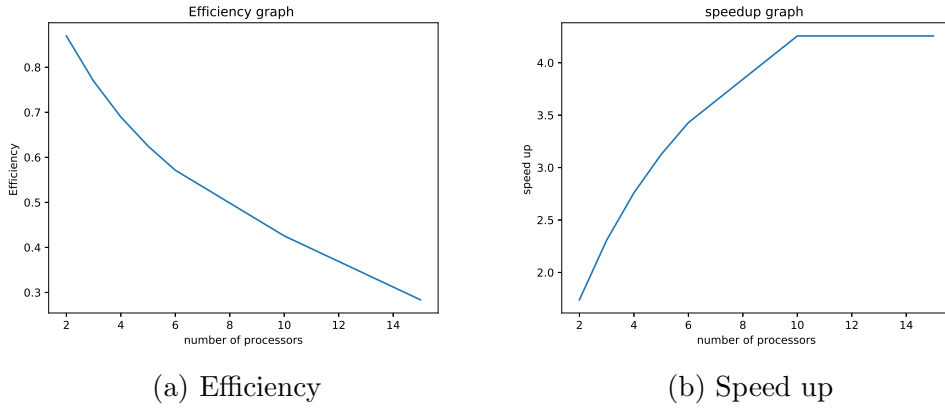 Efficiency graph
Efficiency
0.8
0.7
0.6
0.5
0.4
0.3
2 4 6 8 10 12 14
number of processors
(a) Efficiency
speedup graph
speed up
4.0
3.5
3.0
2.5
2.0
2 4 6 8 10 12 14
number of processors
(b) Speed up